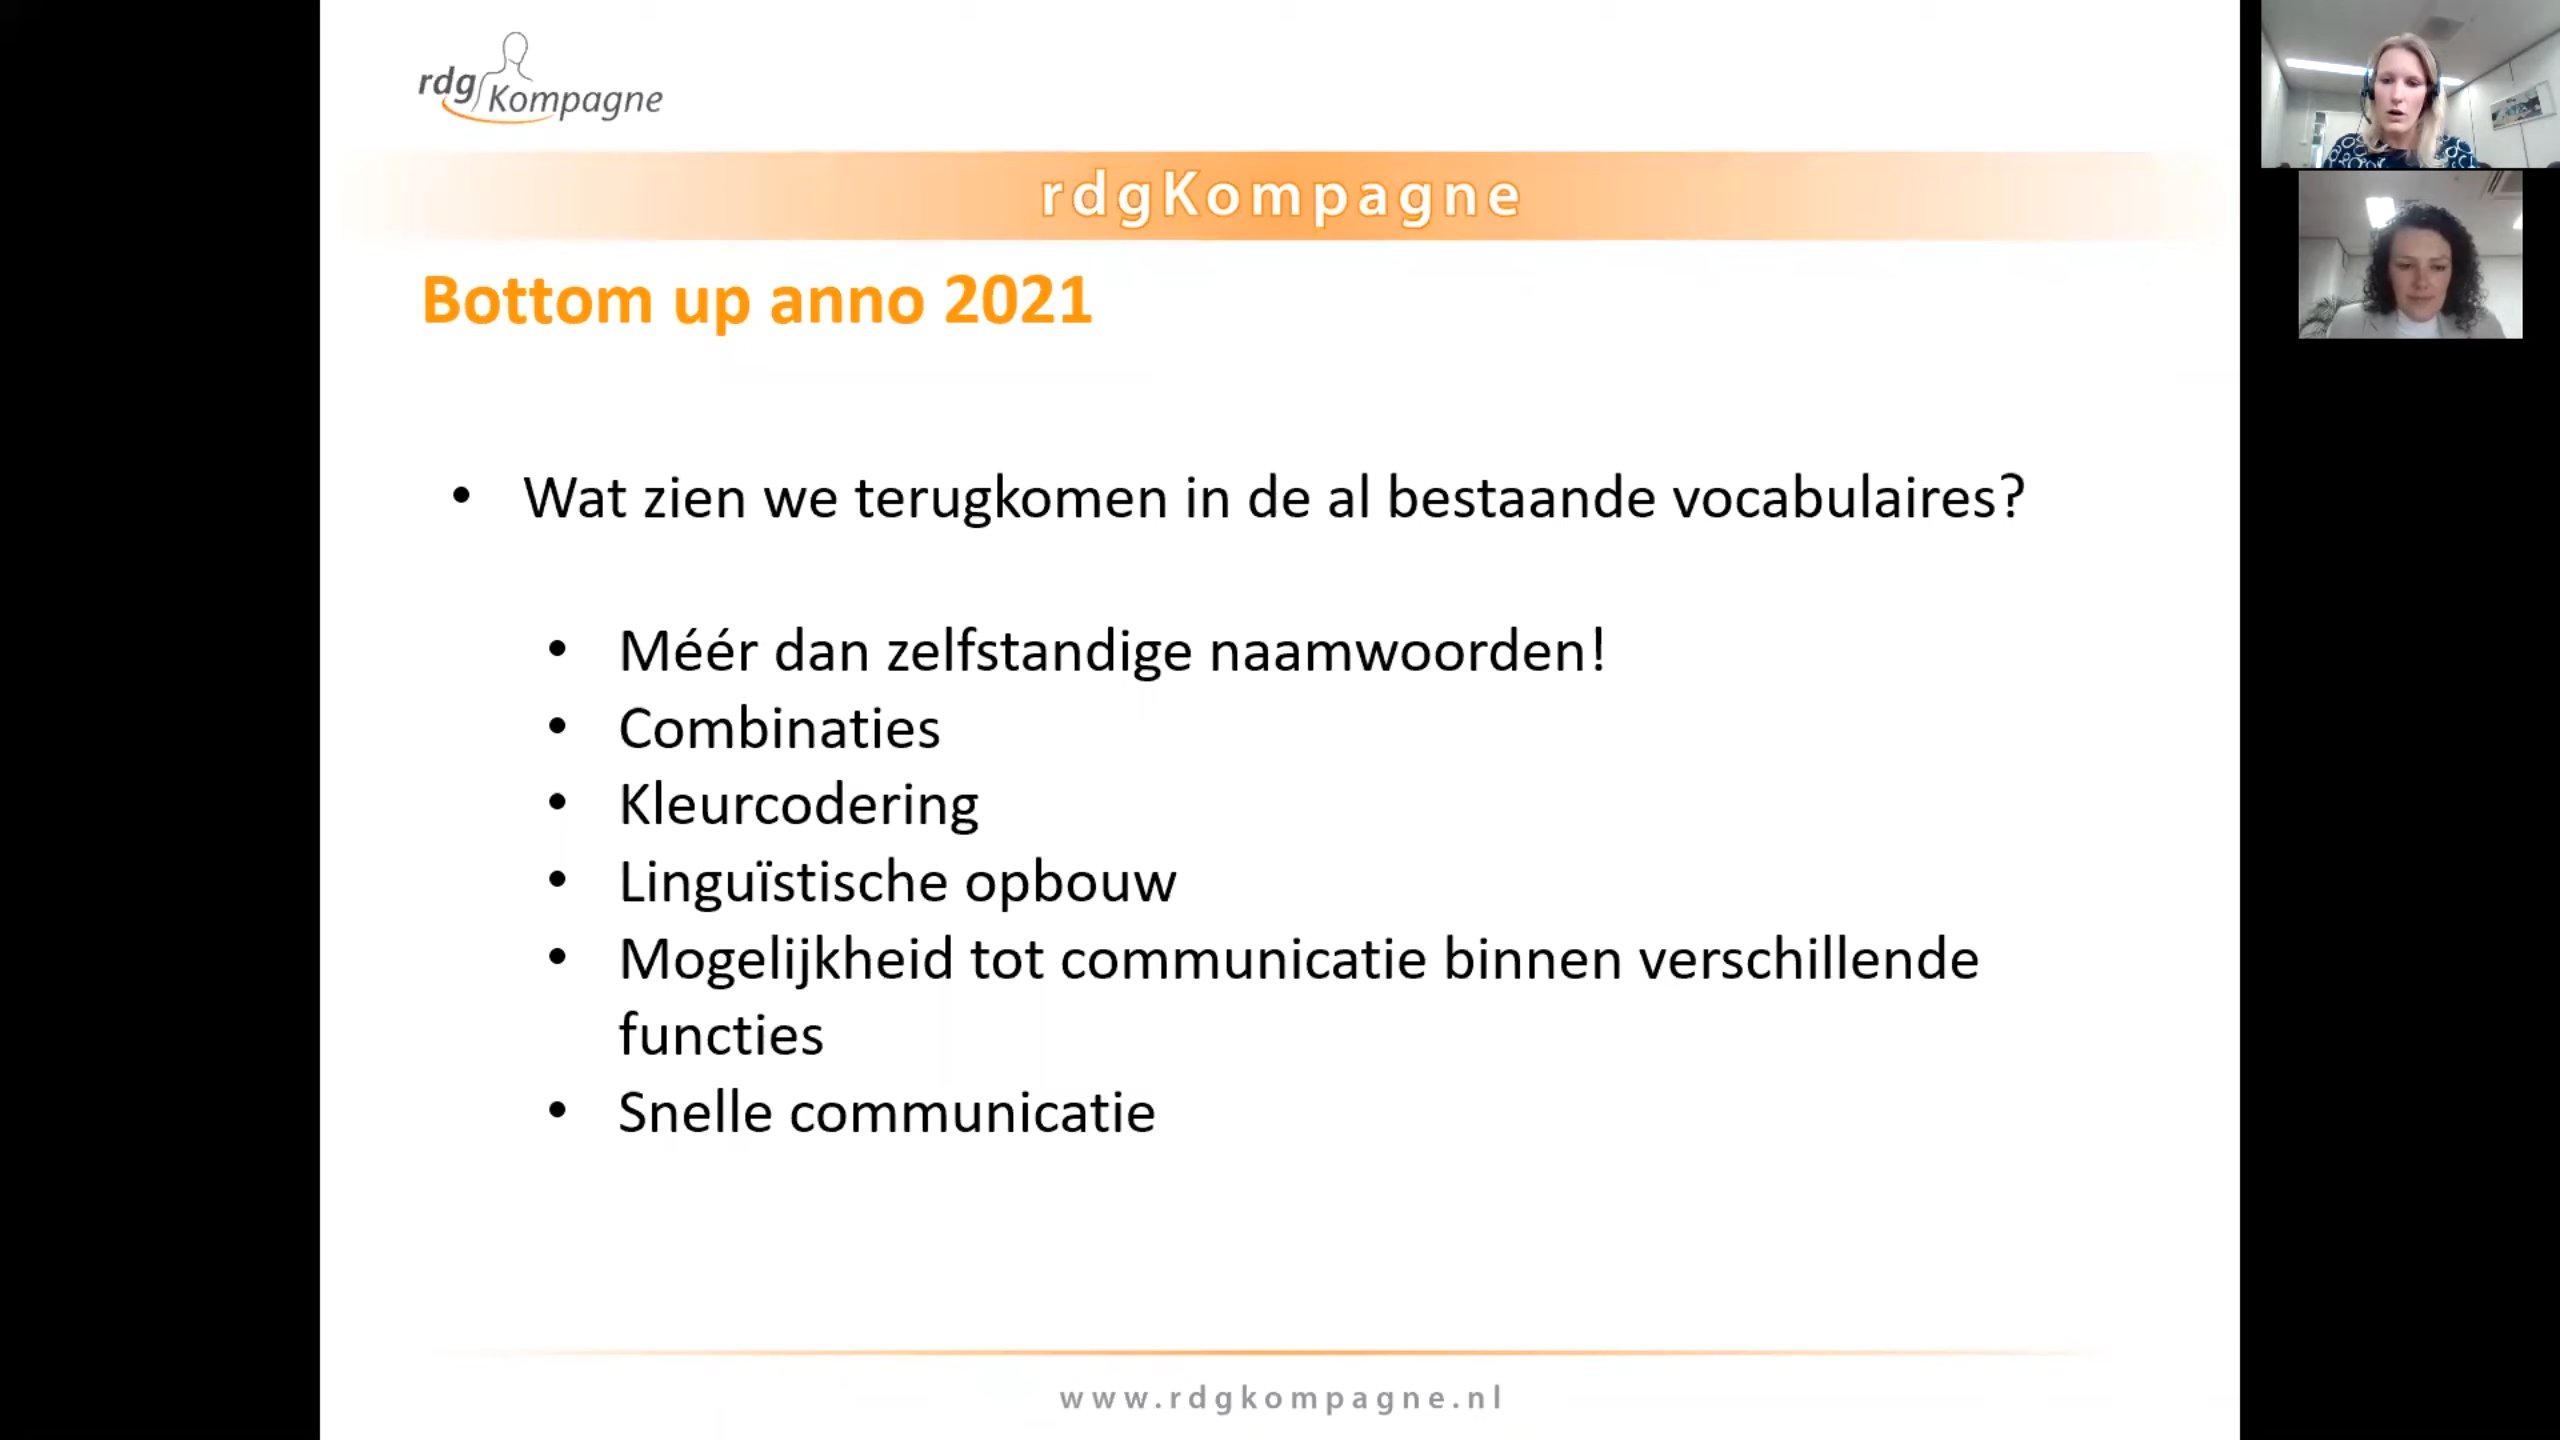 rdg Kompagne
rdgKompagne
Bottom up anno 2021
• Wat zien we terugkomen in de al bestaande vocabulaires?
• Méér dan zelfstandige naamwoorden!
• Combinaties
• Kleurcodering
• Linguïstische opbouw
• Mogelijkheid tot communicatie binnen verschillende
functies
• Snelle communicatie
www.rdgkompagne.nl